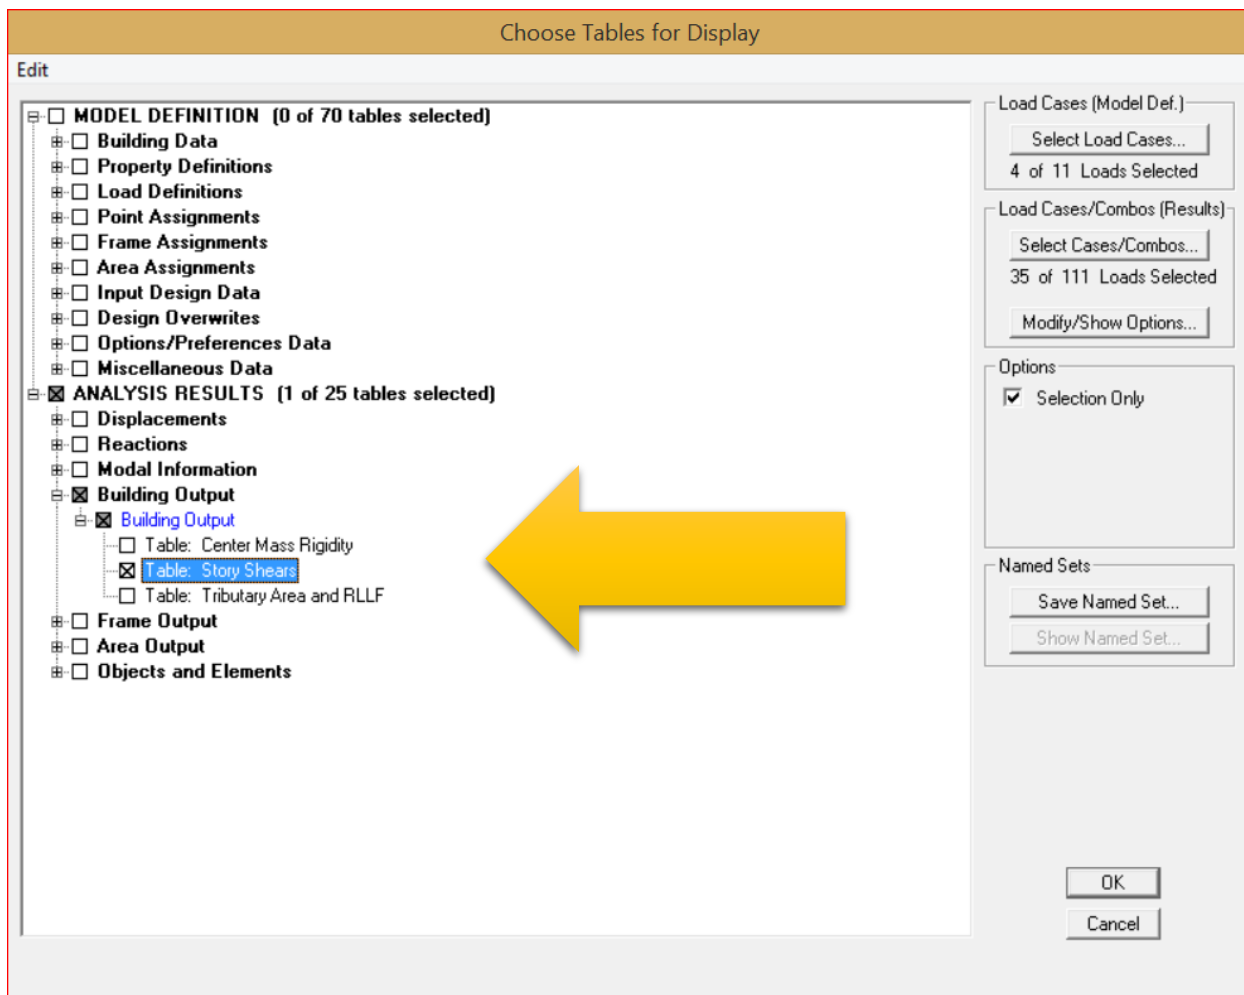 Choose Tables for Display
Edit
MODEL DEFINITION (0 of 70 tables selected)
Building Data
Property Definitions
Load Definitions
Point Assignments
Frame Assignments
Area Assignments
Input Design Data
Design Overwrites
Options/Preferences Data
Miscellaneous Data
ANALYSIS RESULTS (1 of 25 tables selected)
Displacements
Reactions
Modal Information
Building Output
Building Output
Table: Center Mass Rigidity
Table: Story Shears
Table: Tributary Area and RLLF
Frame Output
Area Output
Objects and Elements
Load Cases (Model Def.)
Select Load Cases...
4 of 11 Loads Selected
Load Cases/Combos (Results)
Select Cases/Combos...
35 of 111 Loads Selected
Modify/Show Options...
Options
Selection Only
Named Sets
Save Named Set...
Show Named Set...
OK
Cancel